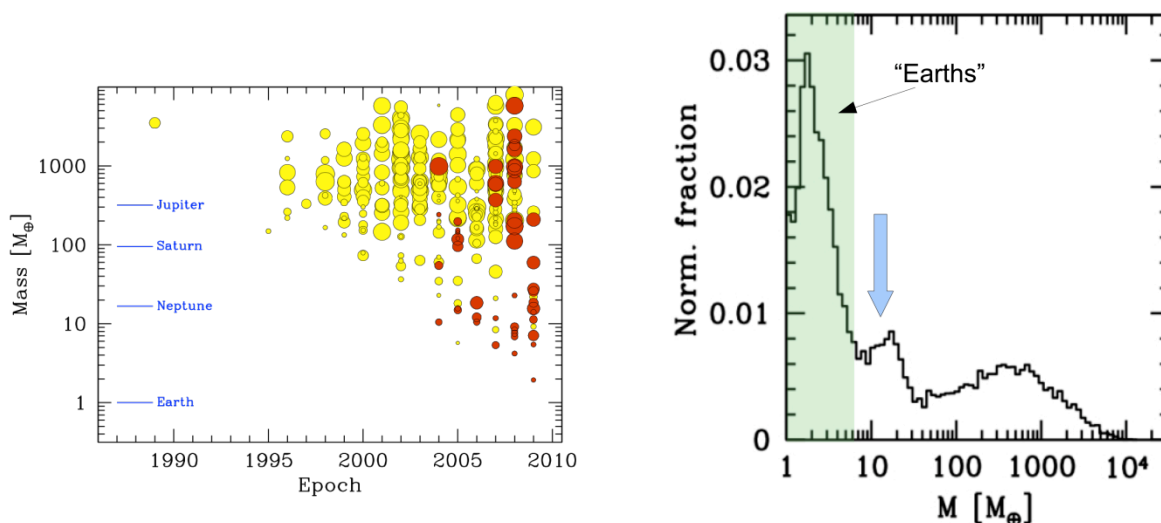 Mass [M⊕]
1000
100
10
1
Jupiter
Saturn
Neptune
Earth
1990 1995 2000 2005 2010
Epoch
Norm. fraction
0.03
0.02
0.01
0
“Earths”
1 10 100 1000 10⁴
M [M⊕]